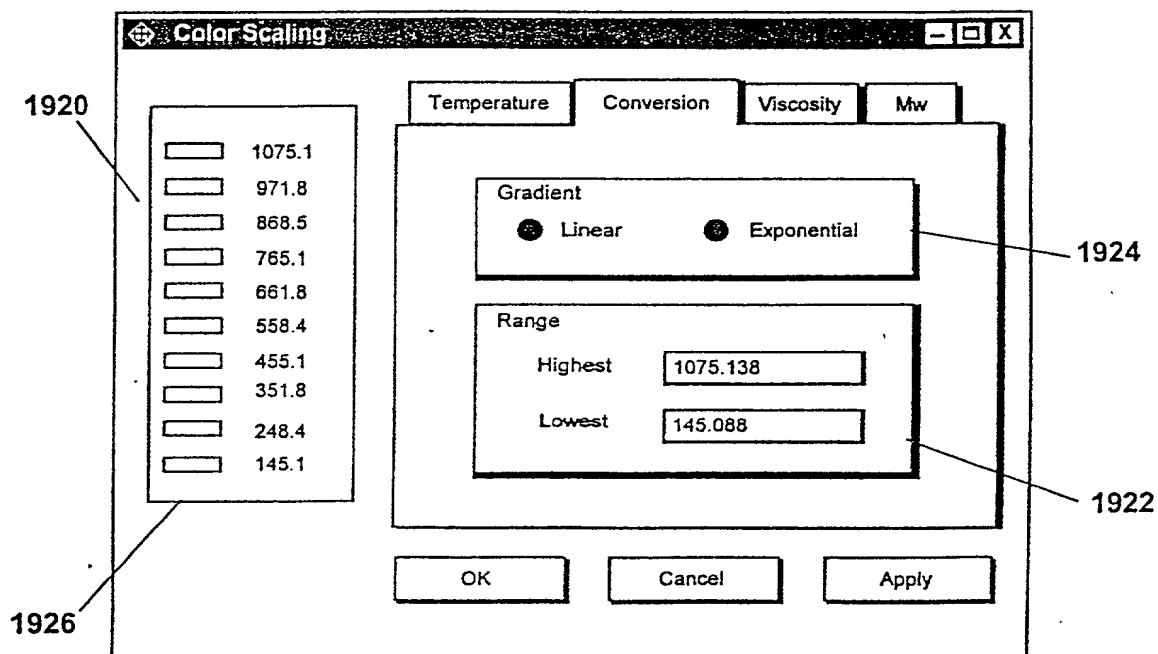 Color Scaling
X
1920
1075.1
971.8
868.5
765.1
661.8
558.4
455.1
351.8
248.4
145.1
1926
Temperature Conversion Viscosity Mw
Gradient
Linear Exponential
1924
Range
Highest 1075.138
Lowest 145.088
1922
OK Cancel Apply